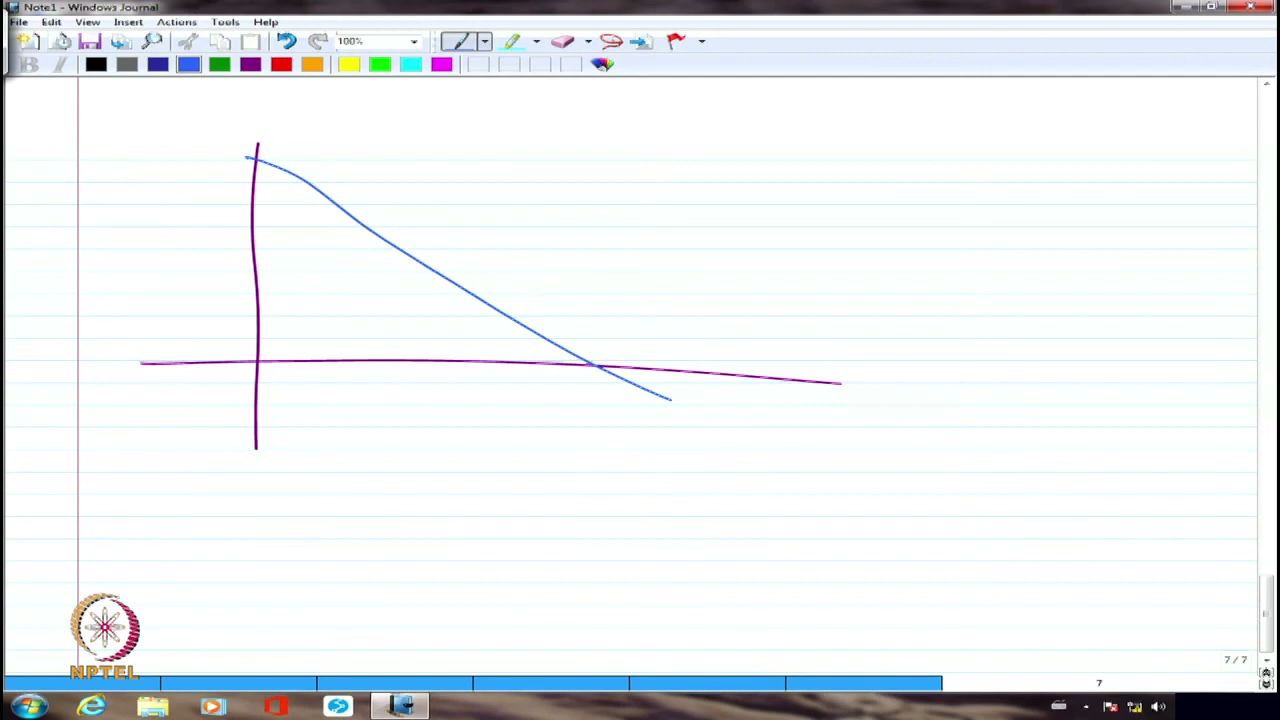 Note1 - Windows Journal
File Edit View Insert Actions Tools Help
100%
B I
7 / 7
NPTEL
7